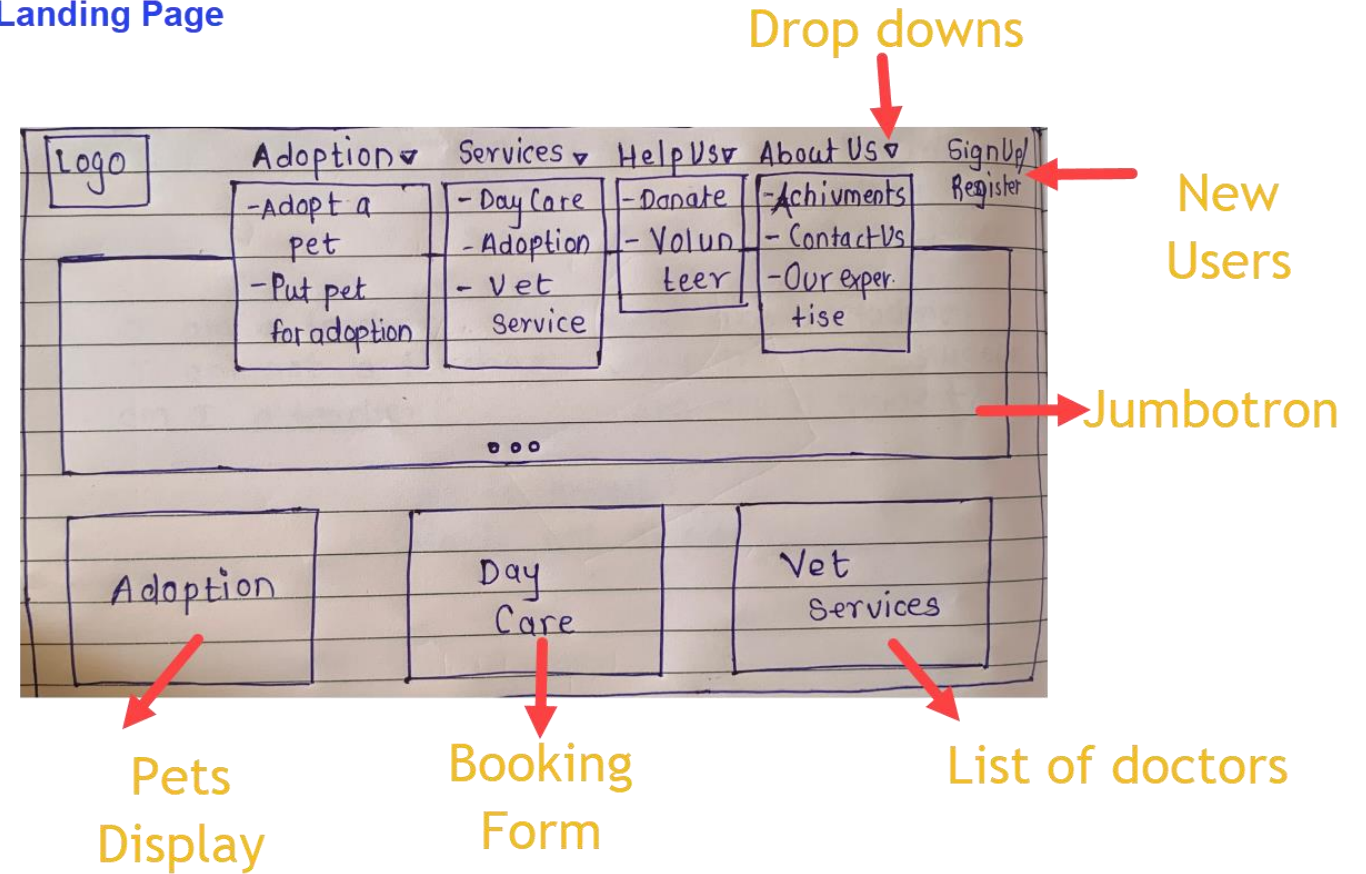 Landing Page
Drop downs
Logo
Adoption
Services
Help Us
About Us
SignUp/
Register
-Adopt a
pet
-Put pet
for adoption
- Day Care
- Adoption
- Vet
Service
-Donate
- Volun
teer
-Achivments
- Contact Us
-Our exper.
tise
New
Users
Jumbotron
Adoption
Day
Care
Vet
Services
Pets
Display
Booking
Form
List of doctors